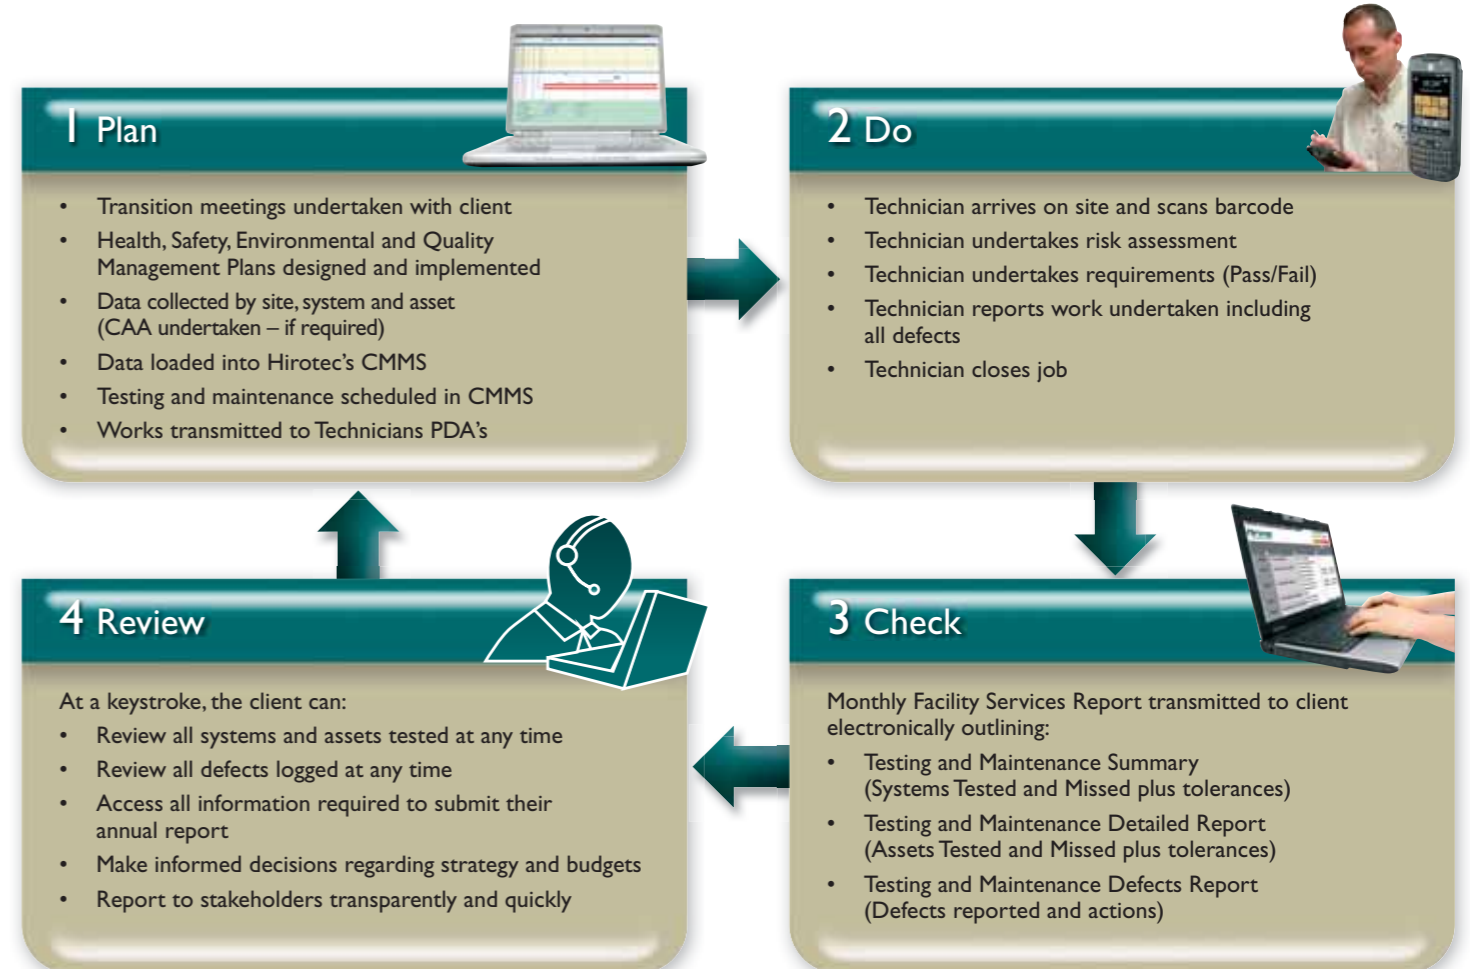 1 Plan
• Transition meetings undertaken with client
• Health, Safety, Environmental and Quality
Management Plans designed and implemented
• Data collected by site, system and asset
(CAA undertaken – if required)
• Data loaded into Hirotec's CMMS
• Testing and maintenance scheduled in CMMS
• Works transmitted to Technicians PDA's
2 Do
• Technician arrives on site and scans barcode
• Technician undertakes risk assessment
• Technician undertakes requirements (Pass/Fail)
• Technician reports work undertaken including
all defects
• Technician closes job
3 Check
Monthly Facility Services Report transmitted to client
electronically outlining:
• Testing and Maintenance Summary
(Systems Tested and Missed plus tolerances)
• Testing and Maintenance Detailed Report
(Assets Tested and Missed plus tolerances)
• Testing and Maintenance Defects Report
(Defects reported and actions)
4 Review
At a keystroke, the client can:
• Review all systems and assets tested at any time
• Review all defects logged at any time
• Access all information required to submit their
annual report
• Make informed decisions regarding strategy and budgets
• Report to stakeholders transparently and quickly